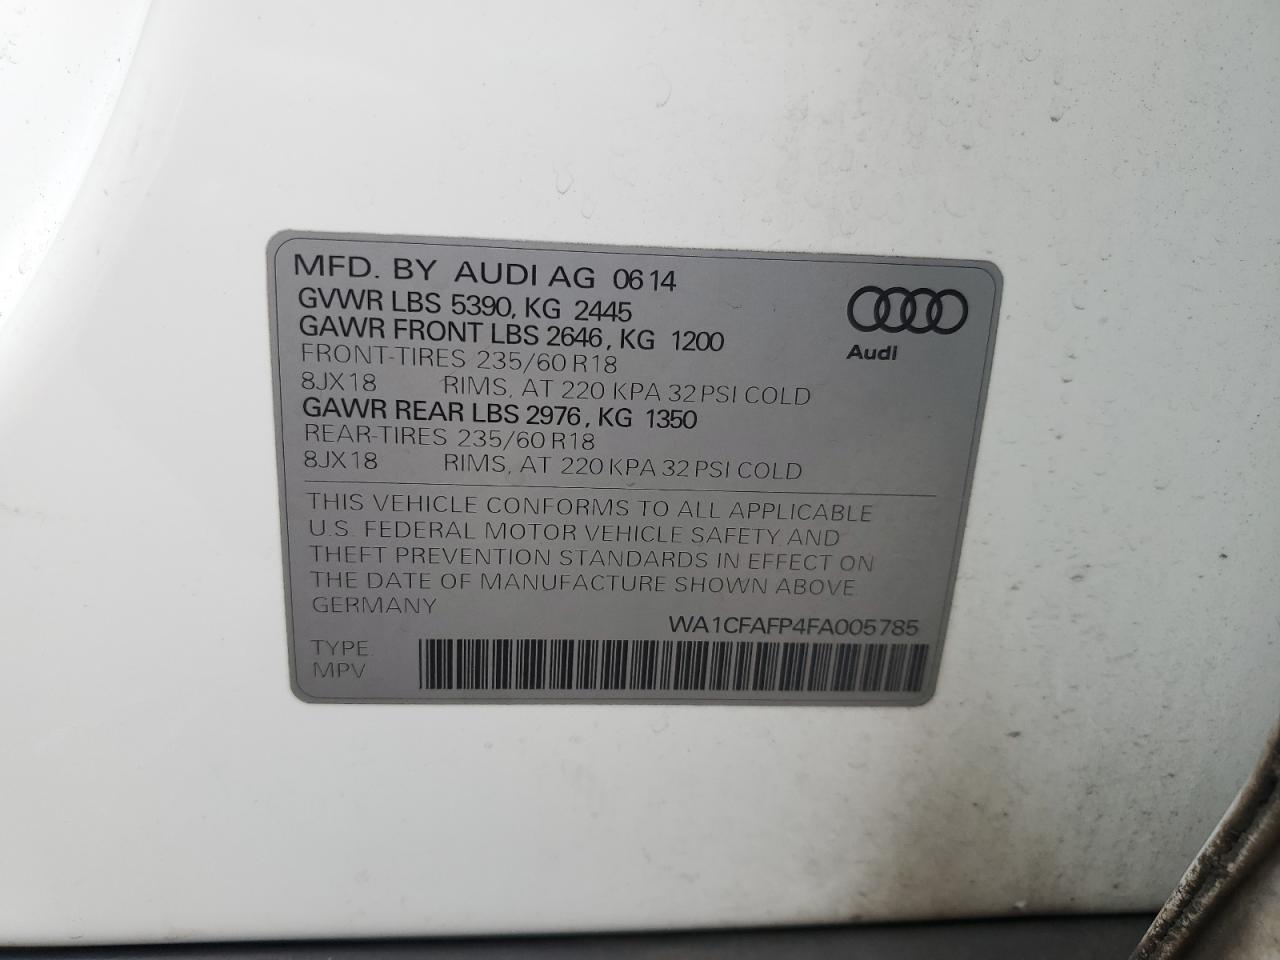 MFD. BY AUDI AG 0614
GVWR LBS 5390, KG 2445
GAWR FRONT LBS 2646, KG 1200
FRONT-TIRES 235/60 R18
8JX18 RIMS, AT 220 KPA 32 PSI COLD
GAWR REAR LBS 2976, KG 1350
REAR-TIRES 235/60 R18
8JX18 RIMS, AT 220 KPA 32 PSI COLD
Audi
THIS VEHICLE CONFORMS TO ALL APPLICABLE
U.S. FEDERAL MOTOR VEHICLE SAFETY AND
THEFT PREVENTION STANDARDS IN EFFECT ON
THE DATE OF MANUFACTURE SHOWN ABOVE
GERMANY
WA1CFAFP4FA005785
TYPE:
MPV